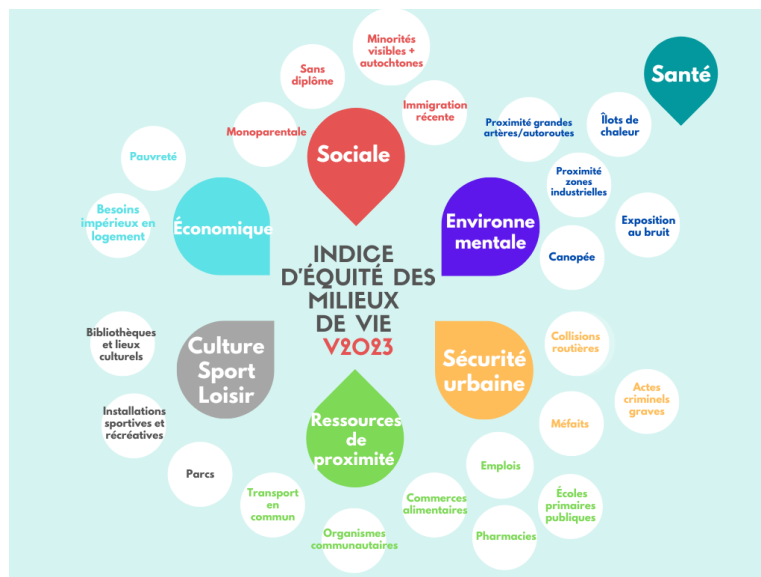 Minorités
visibles +
autochtones
Sans
diplôme
Santé
Immigration
récente
Monoparentale
Sociale
Proximité grandes
artères/autoroutes
Îlots de
chaleur
Pauvreté
Proximité
zones
industrielles
Besoins
impérieux en
logement
Économique
Environne
mentale
Exposition
au bruit
Canopée
INDICE
D'ÉQUITÉ DES
MILIEUX
DE VIE
V2023
Bibliothèques
et lieux
culturels
Culture
Sport
Loisir
Sécurité
urbaine
Collisions
routières
Actes
criminels
graves
Installations
sportives et
récréatives
Ressources
de
proximité
Méfaits
Parcs
Emplois
Transport
en
commun
Commerces
alimentaires
Écoles
primaires
publiques
Organismes
communautaires
Pharmacies